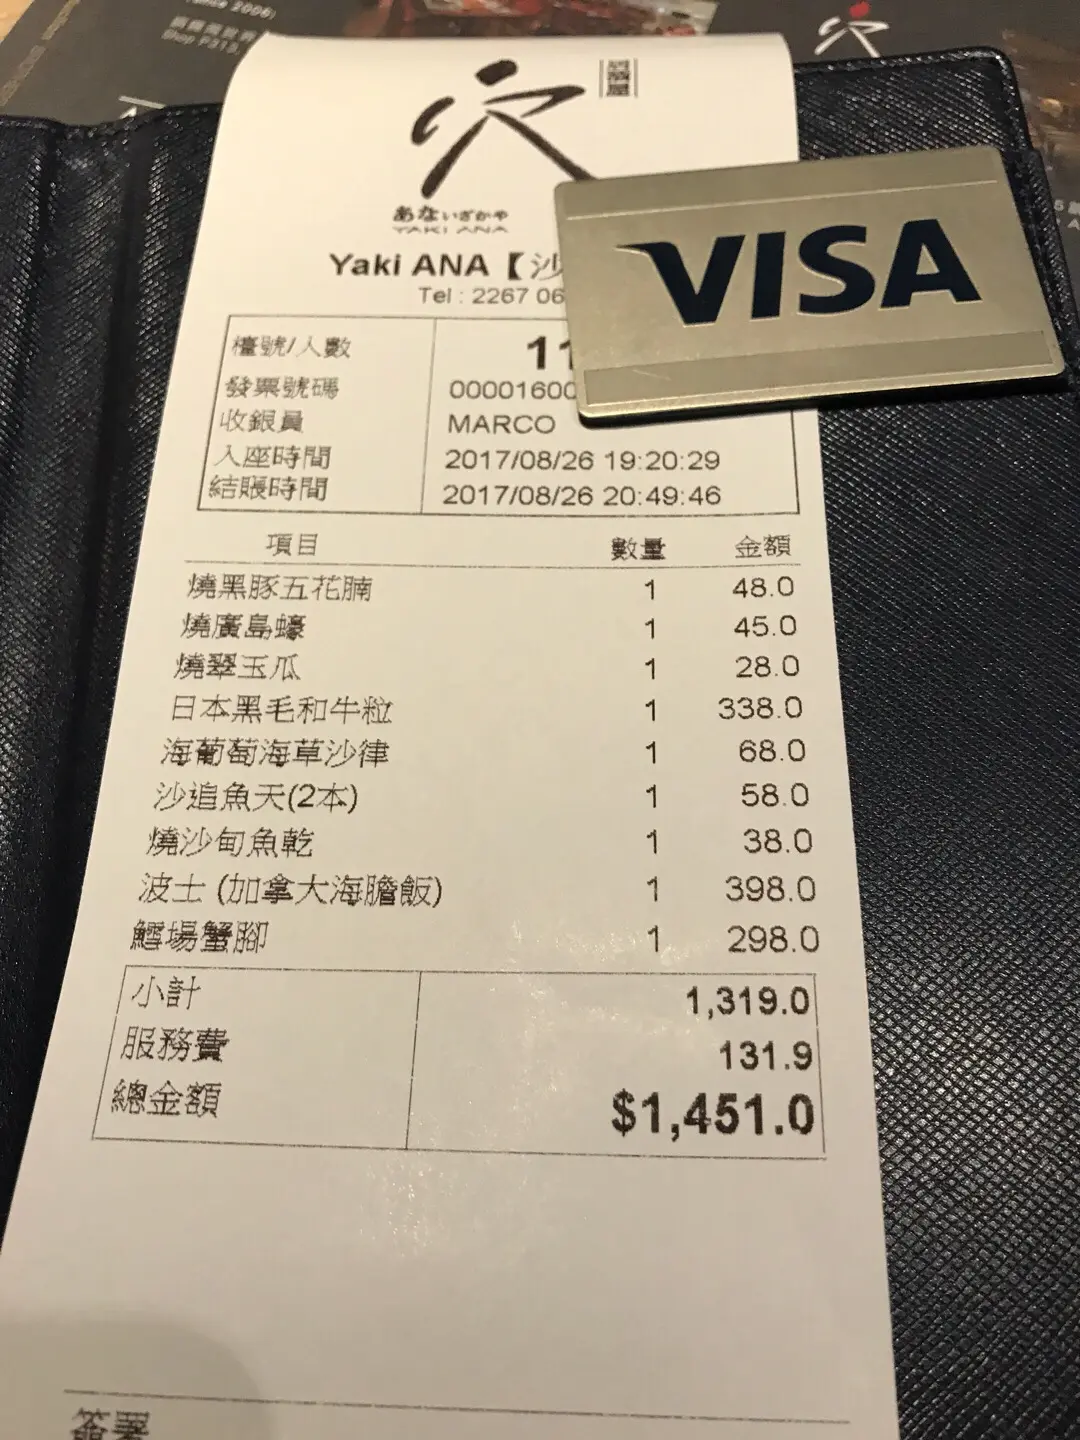 (since 2006)
穴
居酒屋
あないざかや
YAKI ANA
Yaki ANA【沙
Tel : 2267 06
VISA
檯號/人數 11
發票號碼 00001600
收銀員 MARCO
入座時間 2017/08/26 19:20:29
結賬時間 2017/08/26 20:49:46
項目 數量 金額
燒黑豚五花腩 1 48.0
燒廣島蠔 1 45.0
燒翠玉瓜 1 28.0
日本黑毛和牛粒 1 338.0
海葡萄海草沙律 1 68.0
沙追魚天(2本) 1 58.0
燒沙甸魚乾 1 38.0
波士 (加拿大海膽飯) 1 398.0
鱈場蟹腳 1 298.0
小計 1,319.0
服務費 131.9
總金額 $1,451.0
簽署